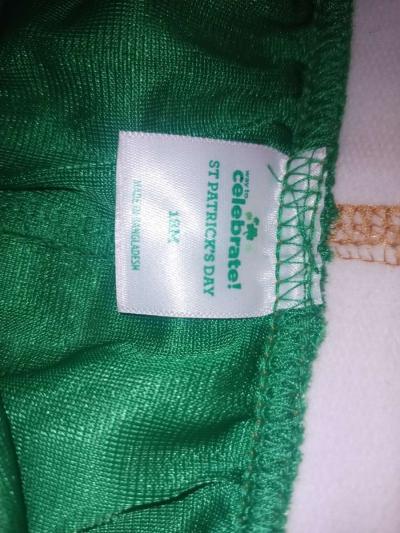 way to
celebrate!
ST PATRICK'S DAY
18M
MADE IN BANGLADESH